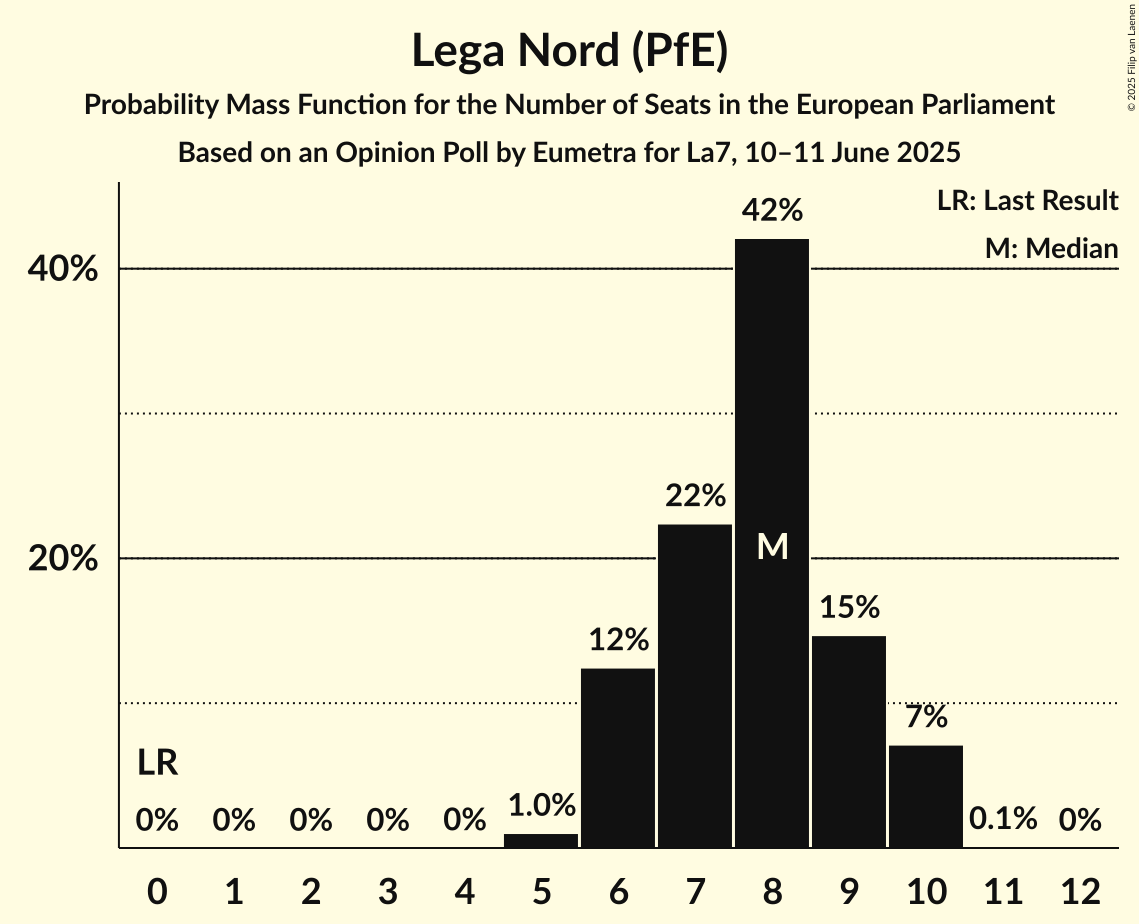 Lega Nord (PfE)
Probability Mass Function for the Number of Seats in the European Parliament
Based on an Opinion Poll by Eumetra for La7, 10–11 June 2025
© 2025 Filip van Laenen
LR: Last Result
M: Median
40%
20%
42%
22%
M
15%
12%
7%
LR
0%
0%
0%
0%
0%
1.0%
0.1%
0%
0 1 2 3 4 5 6 7 8 9 10 11 12